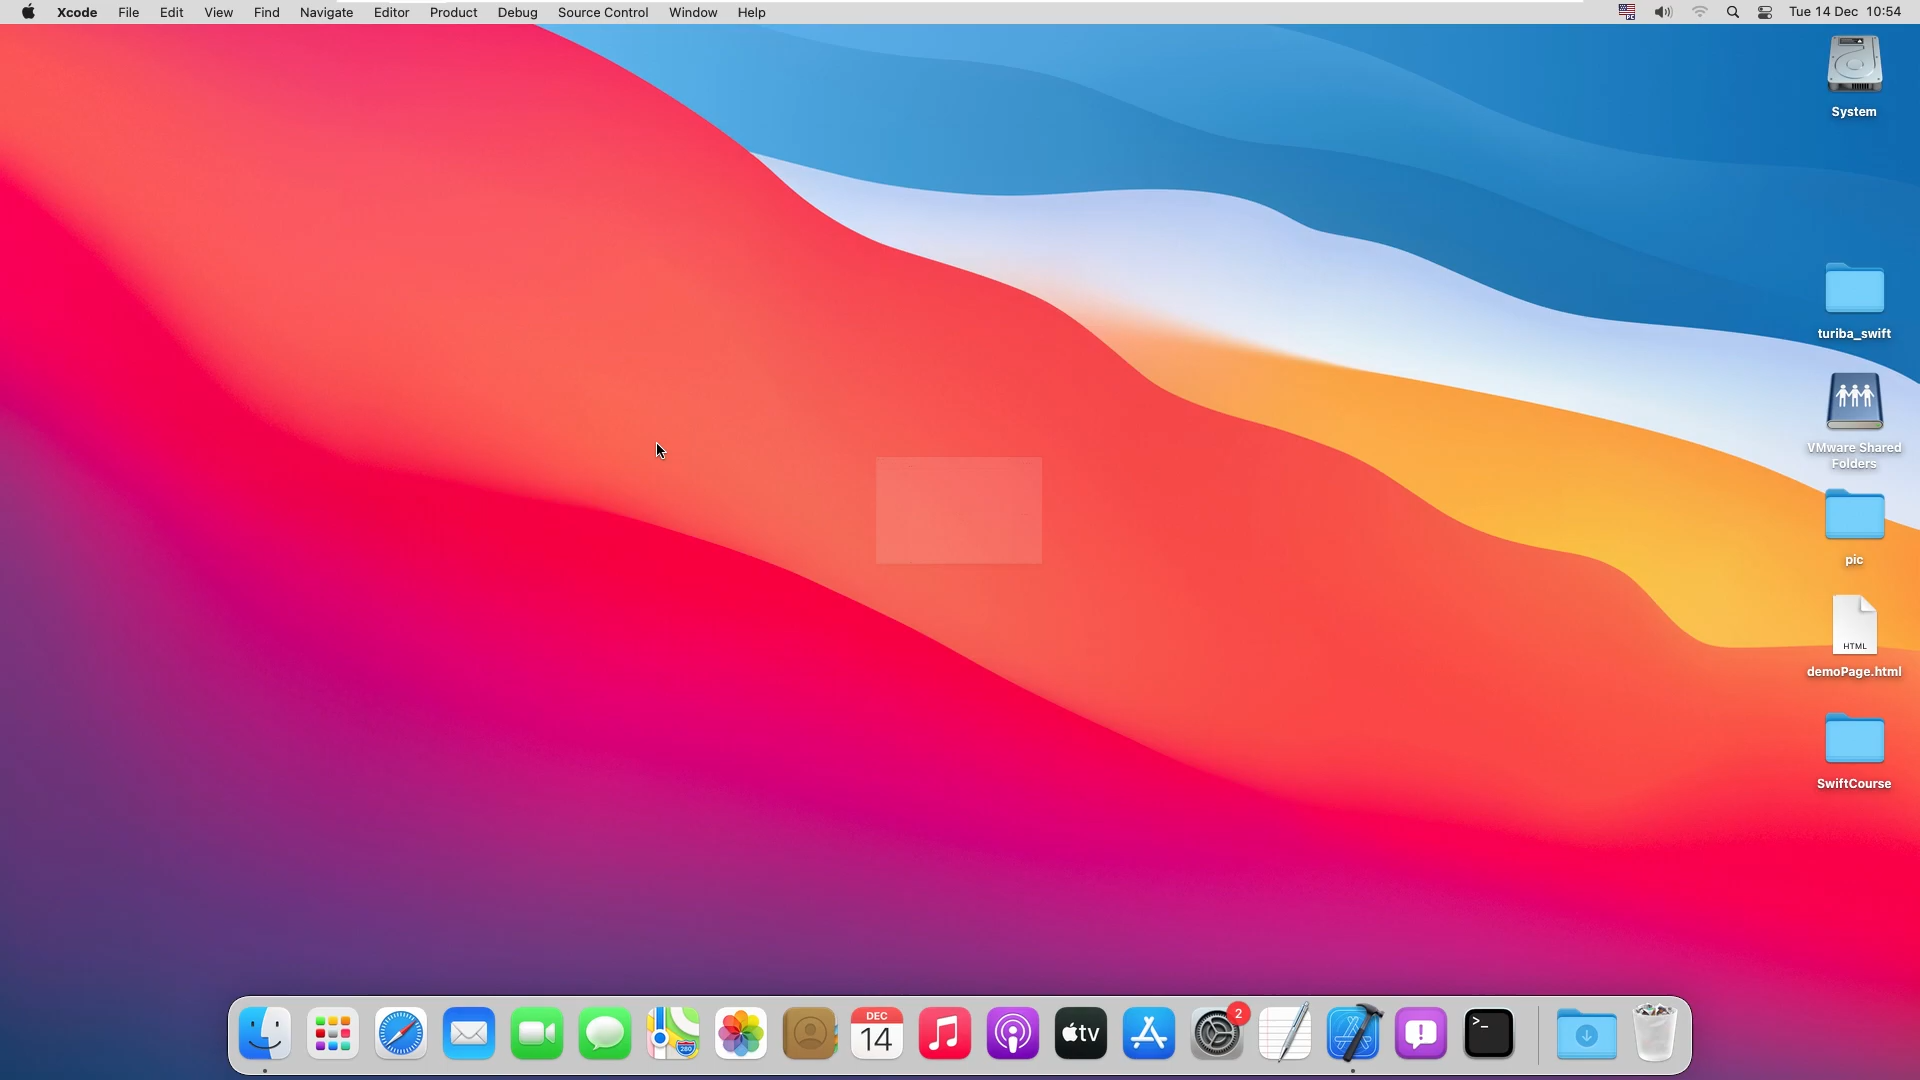 Xcode File Edit View Find Navigate Editor Product Debug Source Control Window Help Tue 14 Dec 10:54
System
turiba_swift
VMware Shared
Folders
pic
HTML
demoPage.html
SwiftCourse
DEC
14
tv
2
280
>_